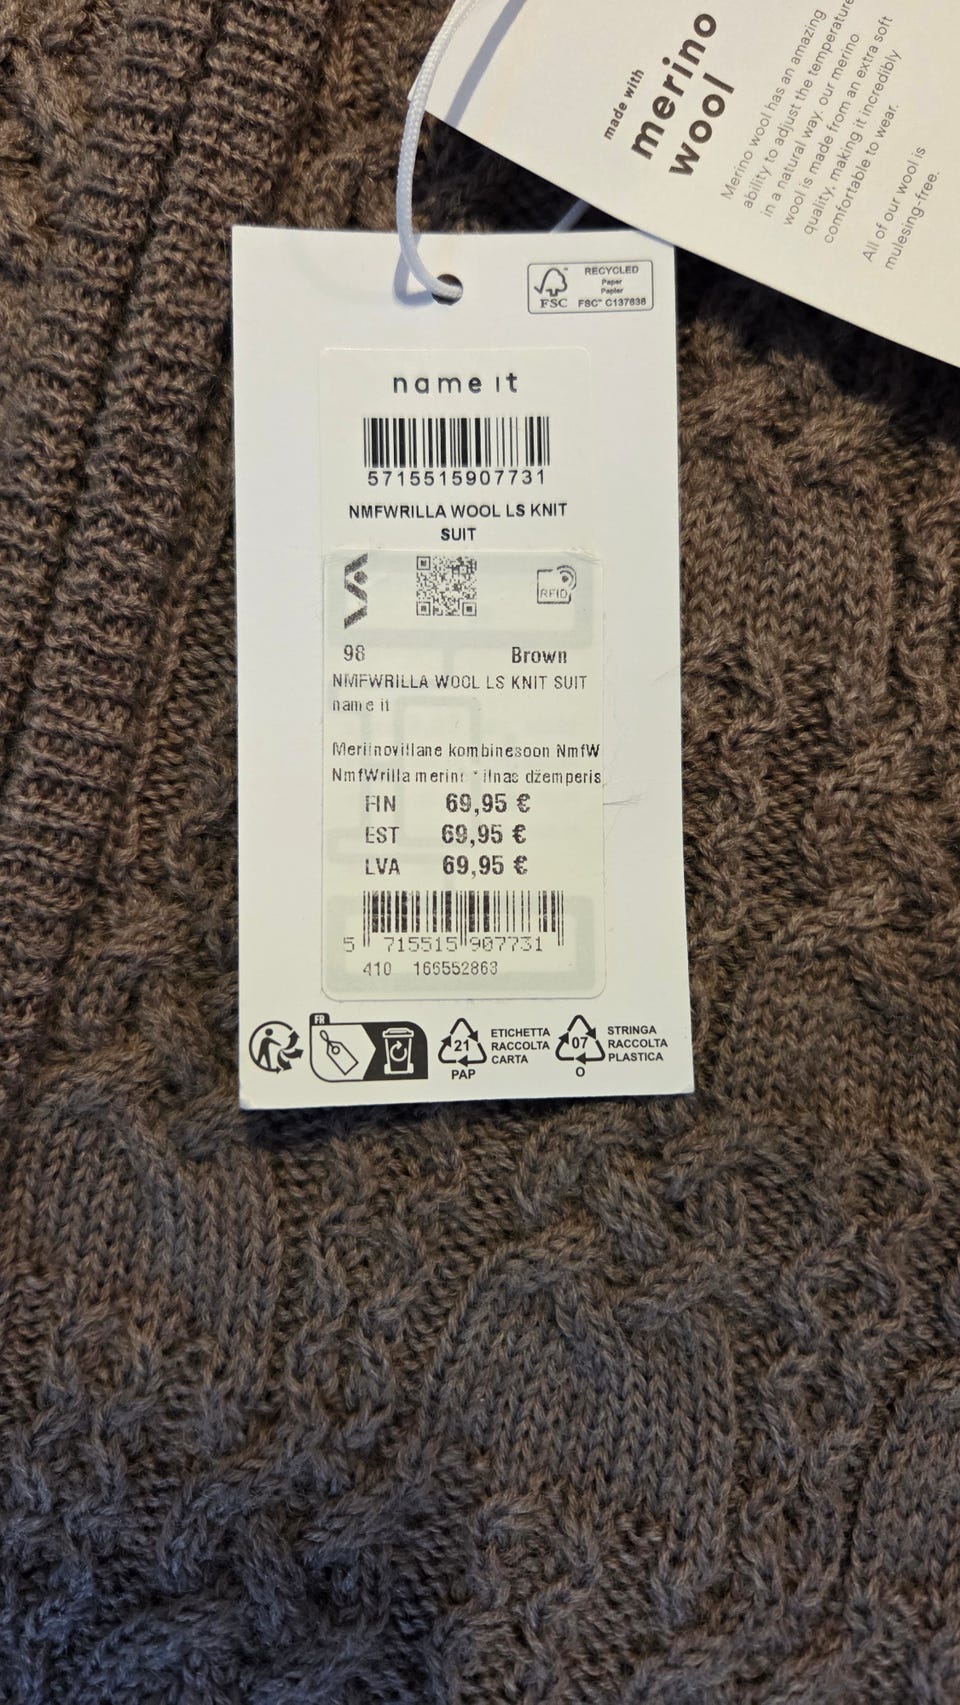 made with
merino
wool
Merino wool has an amazing
ability to adjust the temperature
in a natural way. our merino
wool is made from an extra soft
quality, making it incredibly
comfortable to wear.
All of our wool is
mulesing-free.
FSC™
RECYCLED
Paper
Papier
FSC™ C137838
name it
5715515907731
NMFWRILLA WOOL LS KNIT
SUIT
RFID
98 Brown
NMFWRILLA WOOL LS KNIT SUIT
name it
Meriinovillane kombinesoon NmfW
NmfWrilla džemperis
FIN 69,95 €
EST 69,95 €
LVA 69,95 €
5 715515 907731
410 166552863
FR
21
PAP
ETICHETTA
RACCOLTA
CARTA
07
O
STRINGA
RACCOLTA
PLASTICA